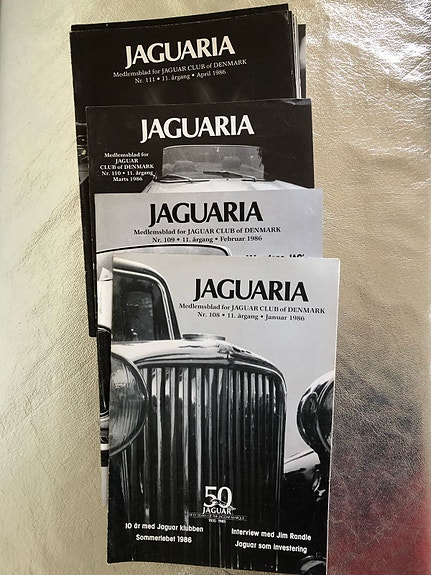 JAGUARIA
Medlemsblad for JAGUAR CLUB of DENMARK
Nr. 111 • 11. årgang • April 1986
JAGUARIA
Medlemsblad for
JAGUAR
CLUB of DENMARK
Nr. 110 • 11. årgang
Marts 1986
JAGUARIA
Medlemsblad for JAGUAR CLUB of DENMARK
Nr. 109 • 11. årgang • Februar 1986
JAGUARIA
Medlemsblad for JAGUAR CLUB of DENMARK
Nr. 108 • 11. årgang • Januar 1986
50
JAGUAR
1935-1985
10 år med Jaguar klubben
Sommerløbet 1986
Interview med Jim Randle
Jaguar som investering